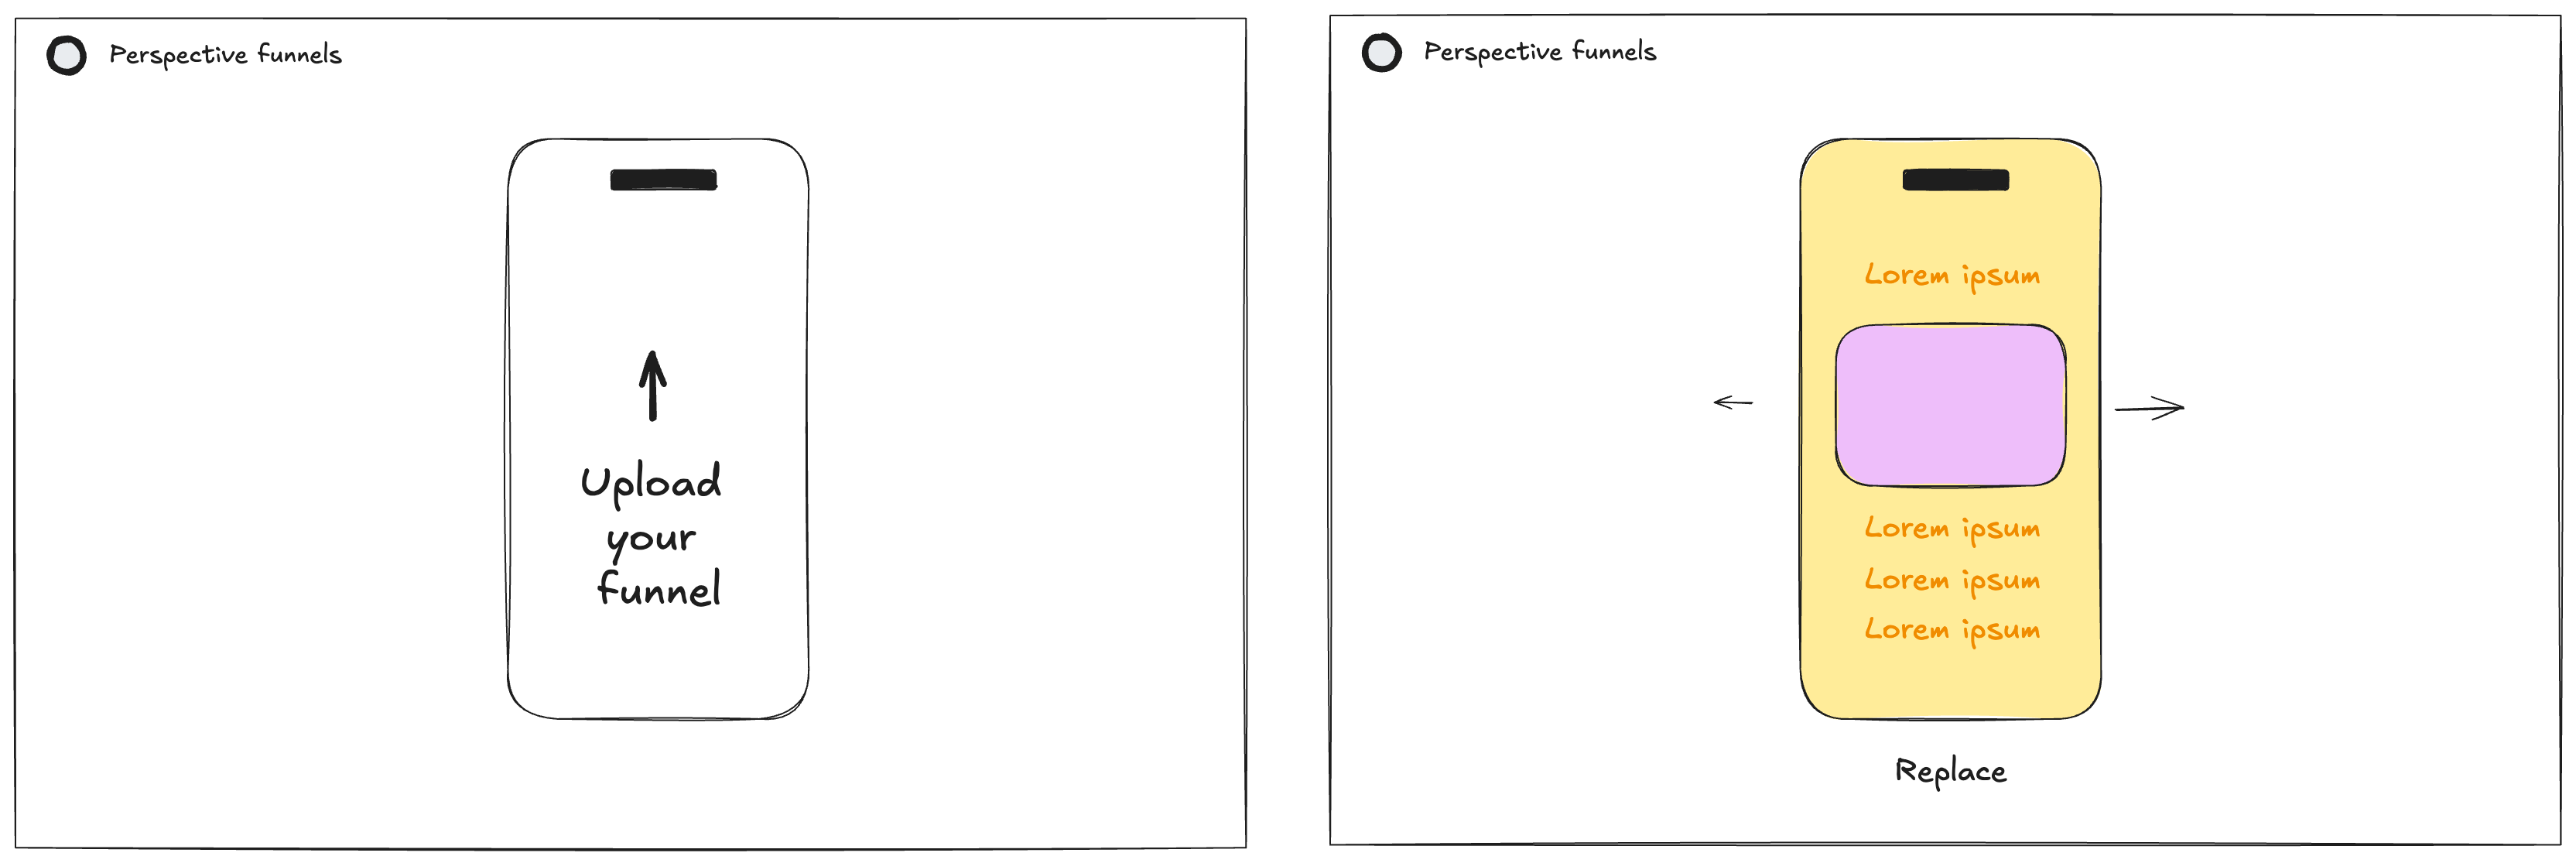 Perspective funnels
Upload
your
funnel
Perspective funnels
Lorem ipsum
Lorem ipsum
Lorem ipsum
Lorem ipsum
Replace